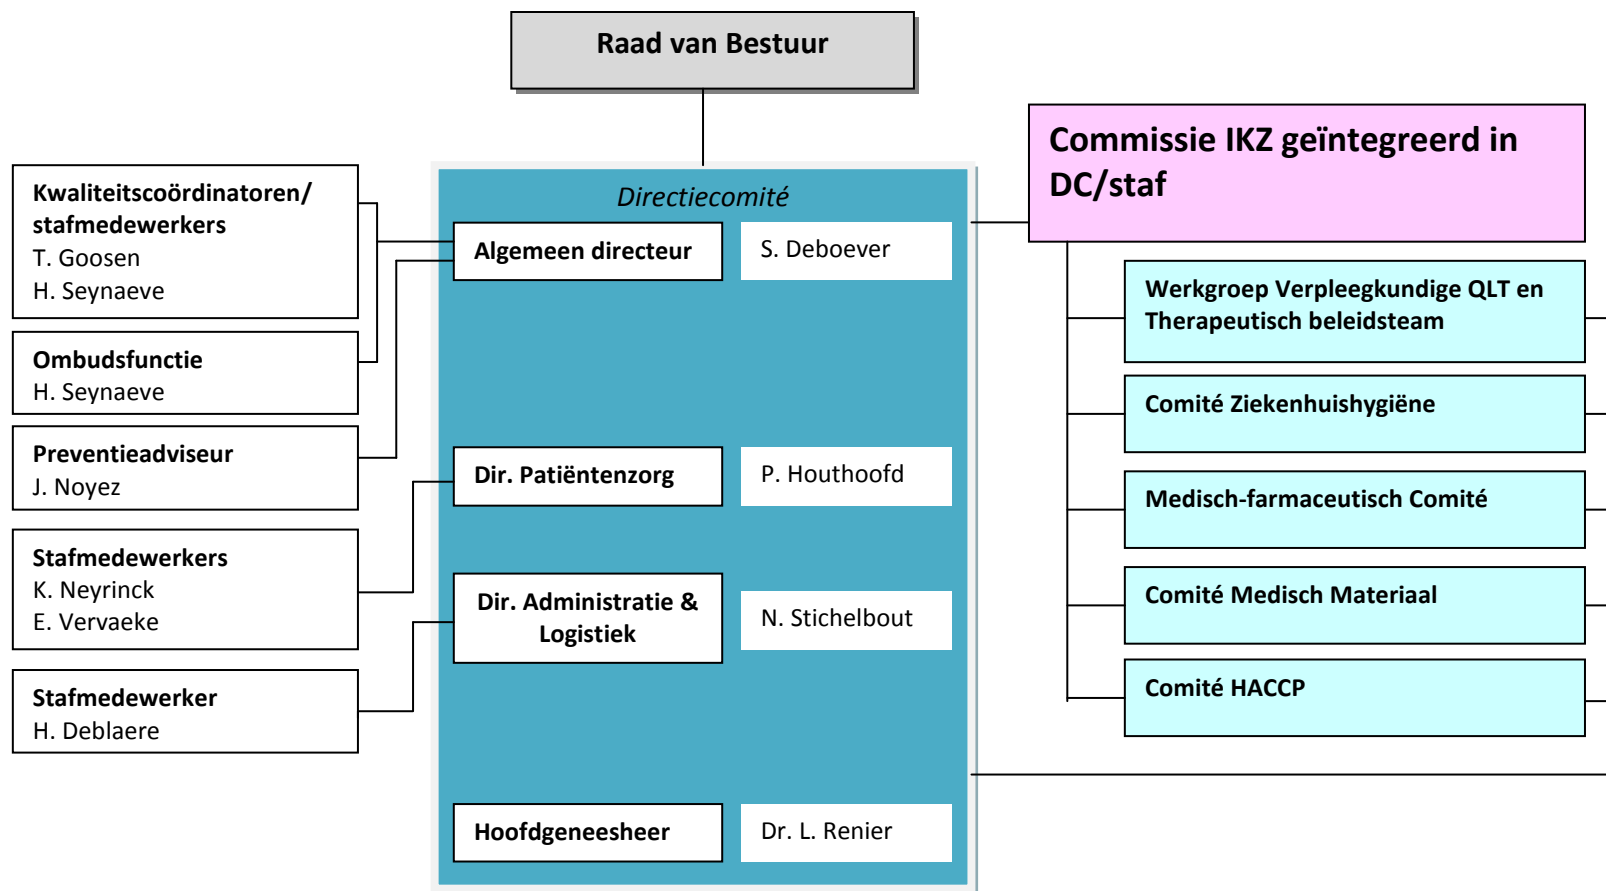 Raad van Bestuur
Kwaliteitscoördinatoren/
stafmedewerkers
T. Goosen
H. Seynaeve
Ombudsfunctie
H. Seynaeve
Preventieadviseur
J. Noyez
Stafmedewerkers
K. Neyrinck
E. Vervaeke
Stafmedewerker
H. Deblaere
Directiecomité
Algemeen directeur
S. Deboever
Dir. Patiëntenzorg
P. Houthoofd
Dir. Administratie &
Logistiek
N. Stichelbout
Hoofdgeneesheer
Dr. L. Renier
Commissie IKZ geïntegreerd in
DC/staf
Werkgroep Verpleegkundige QLT en
Therapeutisch beleidsteam
Comité Ziekenhuishygiëne
Medisch-farmaceutisch Comité
Comité Medisch Materiaal
Comité HACCP